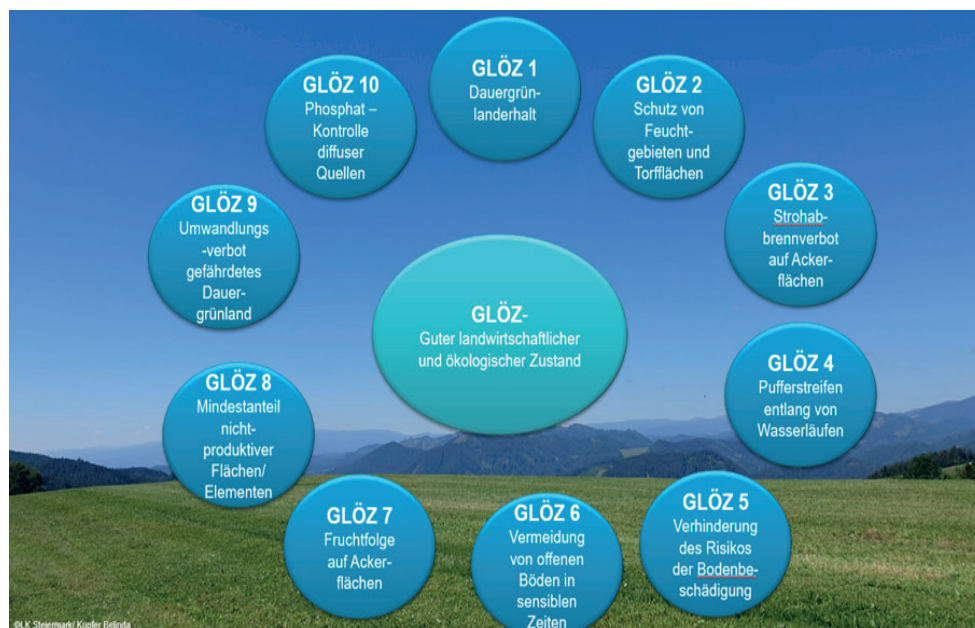 GLÖZ 1
Dauergrün-
landerhalt
GLÖZ 2
Schutz von
Feucht-
gebieten und
Torfflächen
GLÖZ 3
Strohab-
brennverbot
auf Acker-
flächen
GLÖZ 4
Pufferstreifen
entlang von
Wasserläufen
GLÖZ 5
Verhinderung
des Risikos
der Bodenbe-
schädigung
GLÖZ 6
Vermeidung
von offenen
Böden in
sensiblen
Zeiten
GLÖZ 7
Fruchtfolge
auf Acker-
flächen
GLÖZ 8
Mindestanteil
nicht-
produktiver
Flächen/
Elementen
GLÖZ 9
Umwandlungs
-verbot
gefährdetes
Dauer-
grünland
GLÖZ 10
Phosphat –
Kontrolle
diffuser
Quellen
GLÖZ-
Guter landwirtschaftlicher
und ökologischer Zustand
©LK Steiermark/ Kupfer Belinda